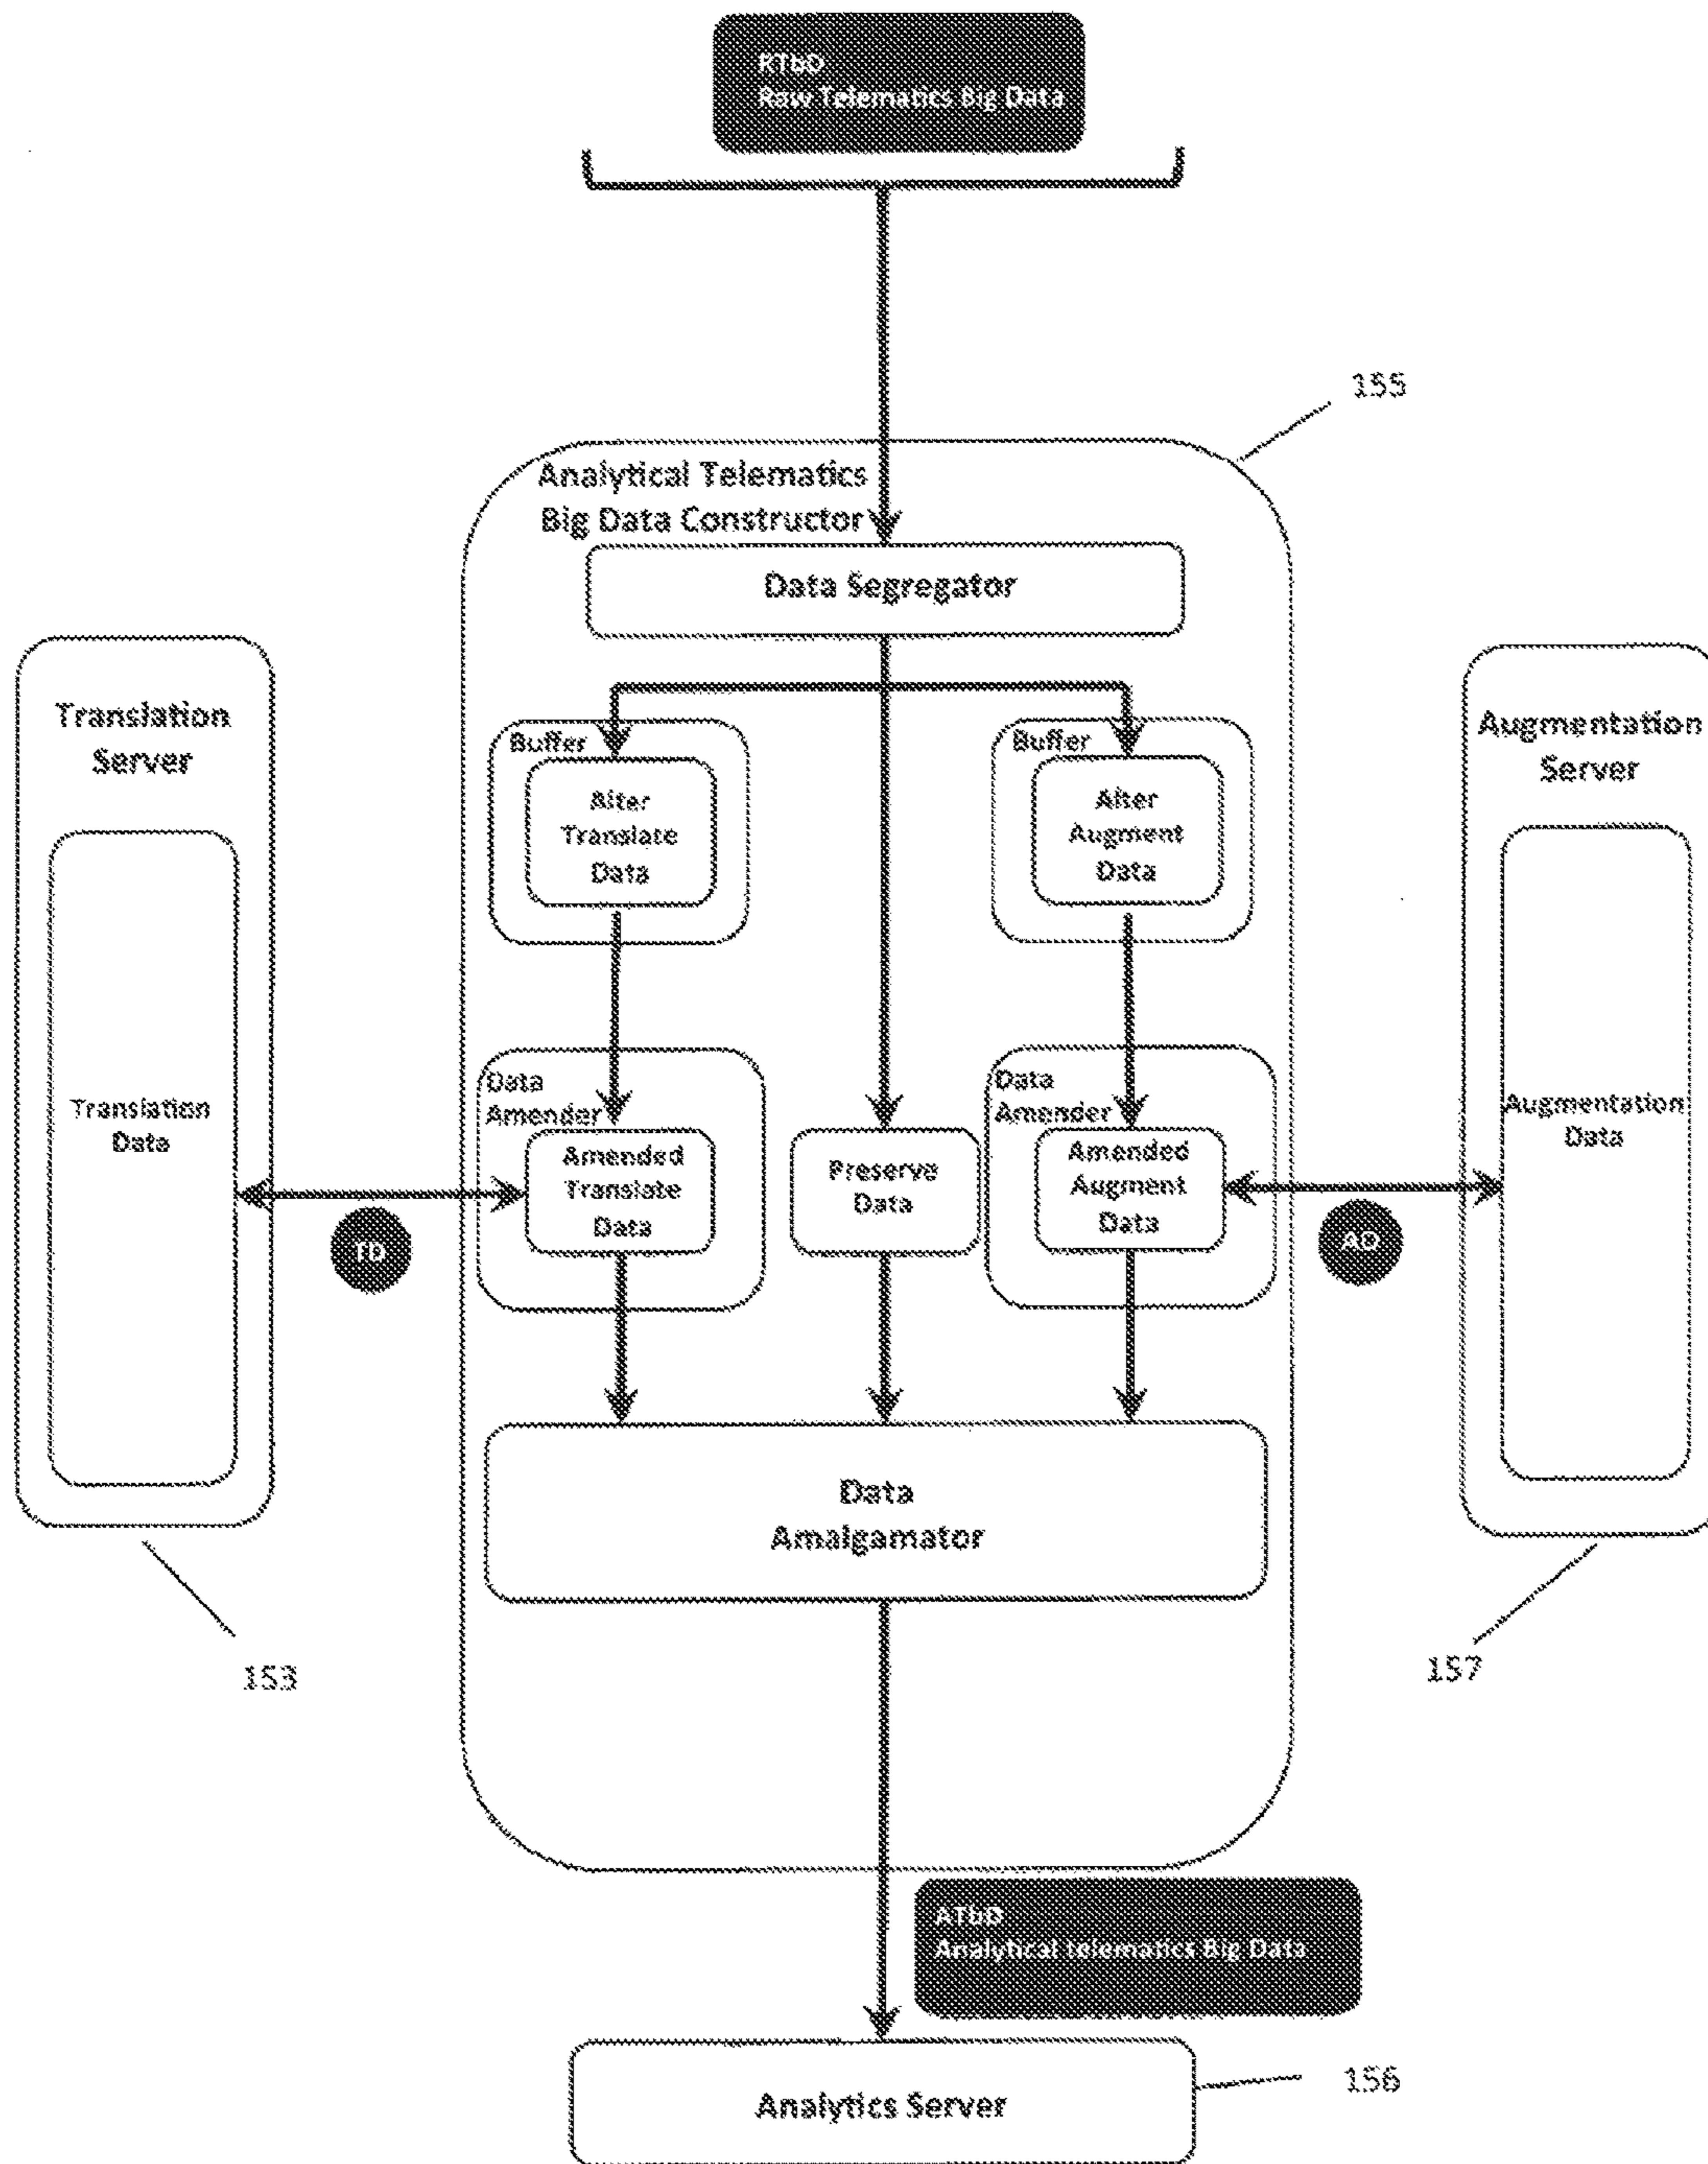 RTbD
Raw Telematics Big Data
155
Analytical Telematics
Big Data Constructor
Data Segregator
Translation
Server
Augmentation
Server
Buffer
Buffer
Alter
Translate
Data
Alter
Augment
Data
Translation
Data
Data
Amender
Data
Amender
Augmentation
Data
Amended
Translate
Data
Preserve
Data
Amended
Augment
Data
TD
AD
Data
Amalgamator
153
157
ATbD
Analytical Telematics Big Data
Analytics Server
156